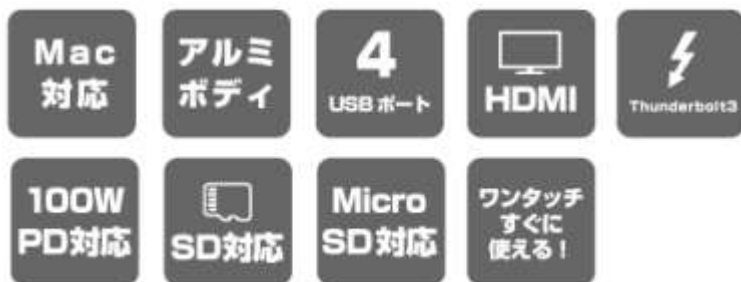 Mac
対応
アルミ
ボディ
4
USB ポート
HDMI
Thunderbolt3
100W
PD対応
SD対応
Micro
SD対応
ワンタッチ
すぐに
使える！